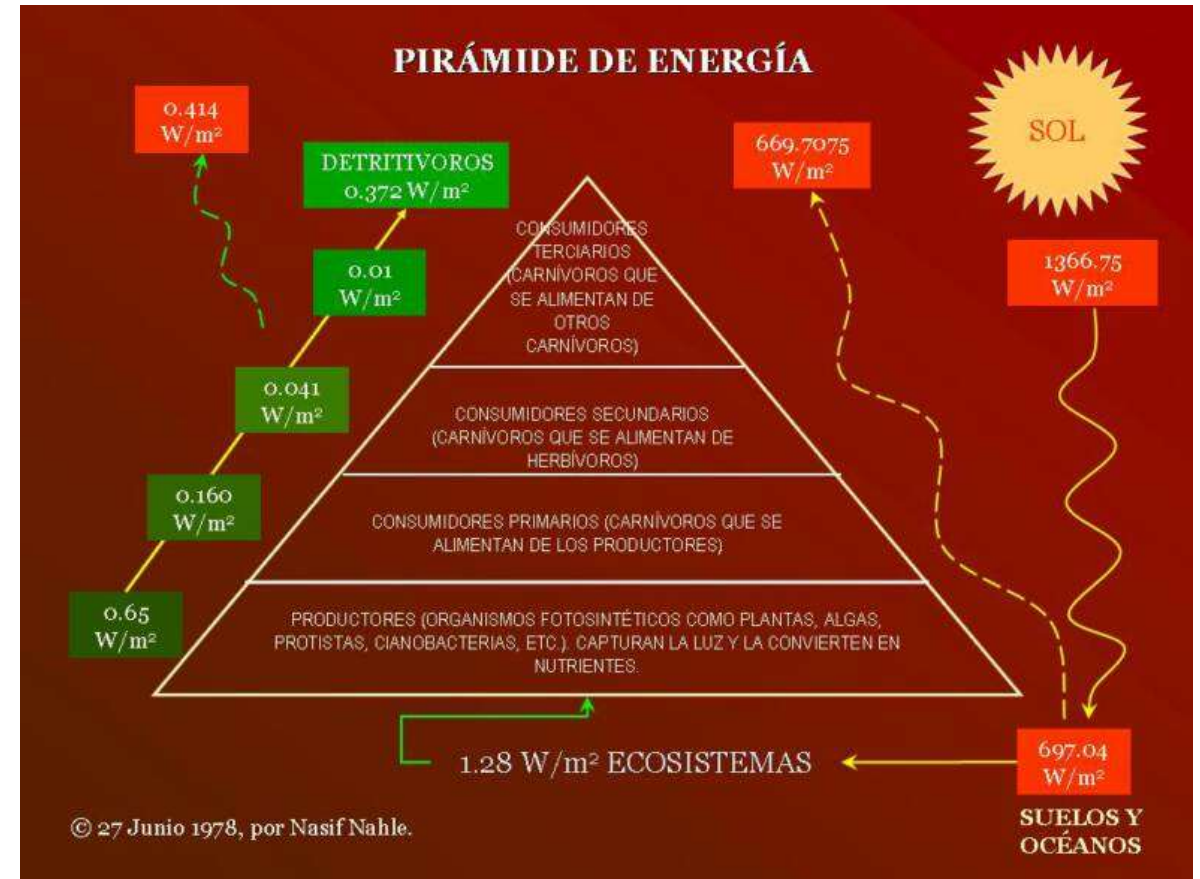 PIRÁMIDE DE ENERGÍA
SOL
0.414
W/m²
DETRITIVOROS
0.372 W/m²
669.7075
W/m²
1366.75
W/m²
0.01
W/m²
0.041
W/m²
0.160
W/m²
0.65
W/m²
CONSUMIDORES
TERCIARIOS
(CARNÍVOROS QUE
SE ALIMENTAN DE
OTROS
CARNÍVOROS)
CONSUMIDORES SECUNDARIOS
(CARNÍVOROS QUE SE ALIMENTAN DE
HERBÍVOROS)
CONSUMIDORES PRIMARIOS (CARNÍVOROS QUE SE
ALIMENTAN DE LOS PRODUCTORES)
PRODUCTORES (ORGANISMOS FOTOSINTÉTICOS COMO PLANTAS, ALGAS,
PROTISTAS, CIANOBACTERIAS, ETC.). CAPTURAN LA LUZ Y LA CONVIERTEN EN
NUTRIENTES.
1.28 W/m² ECOSISTEMAS
697.04
W/m²
SUELOS Y
OCÉANOS
© 27 Junio 1978, por Nasif Nahle.